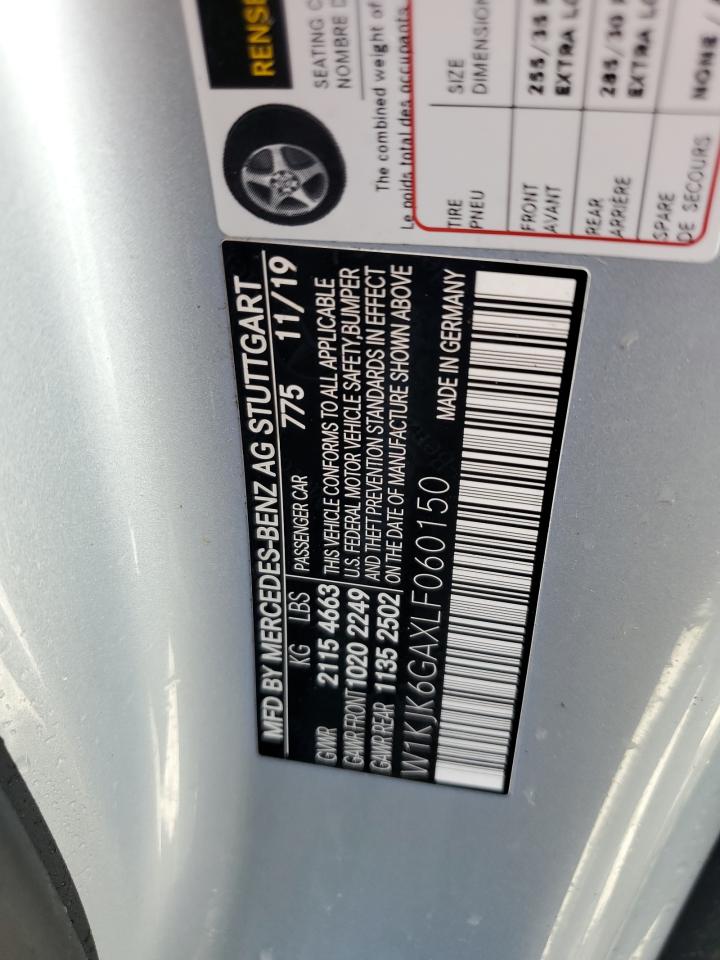 RENSE
SEATING C
NOMBRE D
The combined weight of
Le poids total des occupants
TIRE
PNEU
SIZE
DIMENSION
FRONT
AVANT
255/35
EXTRA LO
REAR
ARRIÈRE
285/30
EXTRA LO
SPARE
DE SECOURS
NONE /
MFD BY MERCEDES-BENZ AG STUTTGART
KG LBS PASSENGER CAR 775 11/19
GVWR 2115 4663 THIS VEHICLE CONFORMS TO ALL APPLICABLE
GAWR FRONT 1020 2249 U.S. FEDERAL MOTOR VEHICLE SAFETY, BUMPER
GAWR REAR 1135 2502 AND THEFT PREVENTION STANDARDS IN EFFECT
ON THE DATE OF MANUFACTURE SHOWN ABOVE
W1KJK6GAXLF060150 MADE IN GERMANY